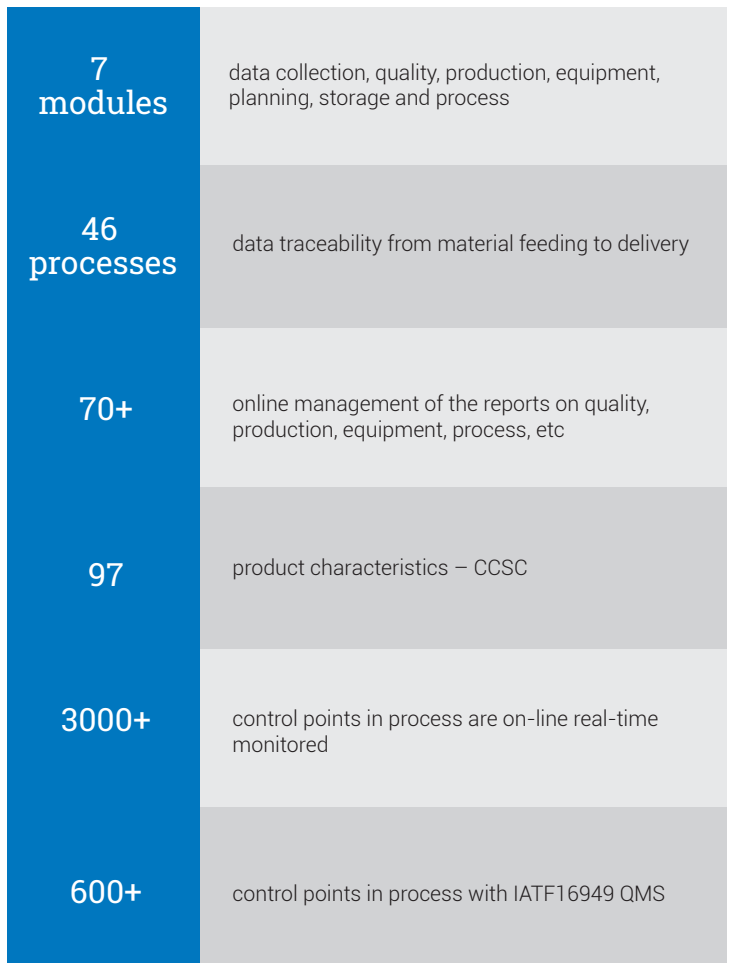 7
modules
data collection, quality, production, equipment,
planning, storage and process
46
processes
data traceability from material feeding to delivery
70+
online management of the reports on quality,
production, equipment, process, etc
97
product characteristics – CCSC
3000+
control points in process are on-line real-time
monitored
600+
control points in process with IATF16949 QMS